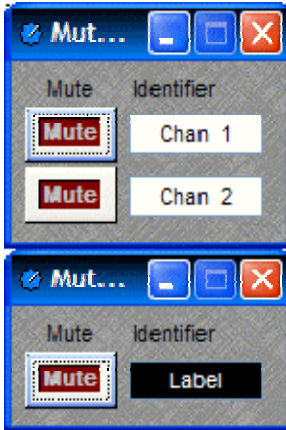 Mut...
Mute Identifier
Mute Chan 1
Mute Chan 2
Mut...
Mute Identifier
Mute Label